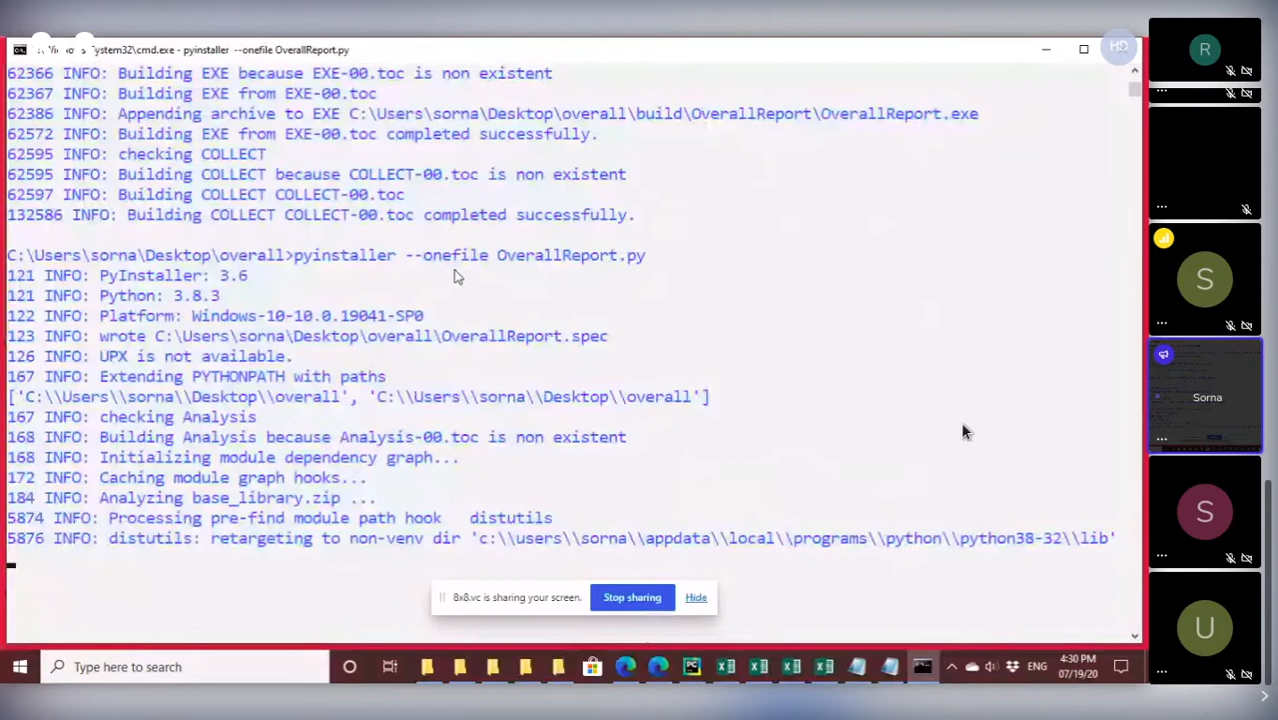 System32\cmd.exe - pyinstaller --onefile OverallReport.py
62366 INFO: Building EXE because EXE-00.toc is non existent
62367 INFO: Building EXE from EXE-00.toc
62386 INFO: Appending archive to EXE C:\Users\sorna\Desktop\overall\build\OverallReport\OverallReport.exe
62572 INFO: Building EXE from EXE-00.toc completed successfully.
62595 INFO: checking COLLECT
62595 INFO: Building COLLECT because COLLECT-00.toc is non existent
62597 INFO: Building COLLECT COLLECT-00.toc
132586 INFO: Building COLLECT COLLECT-00.toc completed successfully.
C:\Users\sorna\Desktop\overall>pyinstaller --onefile OverallReport.py
121 INFO: PyInstaller: 3.6
121 INFO: Python: 3.8.3
122 INFO: Platform: Windows-10-10.0.19041-SP0
123 INFO: wrote C:\Users\sorna\Desktop\overall\OverallReport.spec
126 INFO: UPX is not available.
167 INFO: Extending PYTHONPATH with paths
['C:\\Users\\sorna\\Desktop\\overall', 'C:\\Users\\sorna\\Desktop\\overall']
167 INFO: checking Analysis
168 INFO: Building Analysis because Analysis-00.toc is non existent
168 INFO: Initializing module dependency graph...
172 INFO: Caching module graph hooks...
184 INFO: Analyzing base_library.zip ...
5874 INFO: Processing pre-find module path hook   distutils
5876 INFO: distutils: retargeting to non-venv dir 'c:\\users\\sorna\\appdata\\local\\programs\\python\\python38-32\\lib'
8x8.vc is sharing your screen.
Stop sharing
Hide
Type here to search
ENG
4:30 PM
07/19/20
HD
R
S
Sorna
S
U